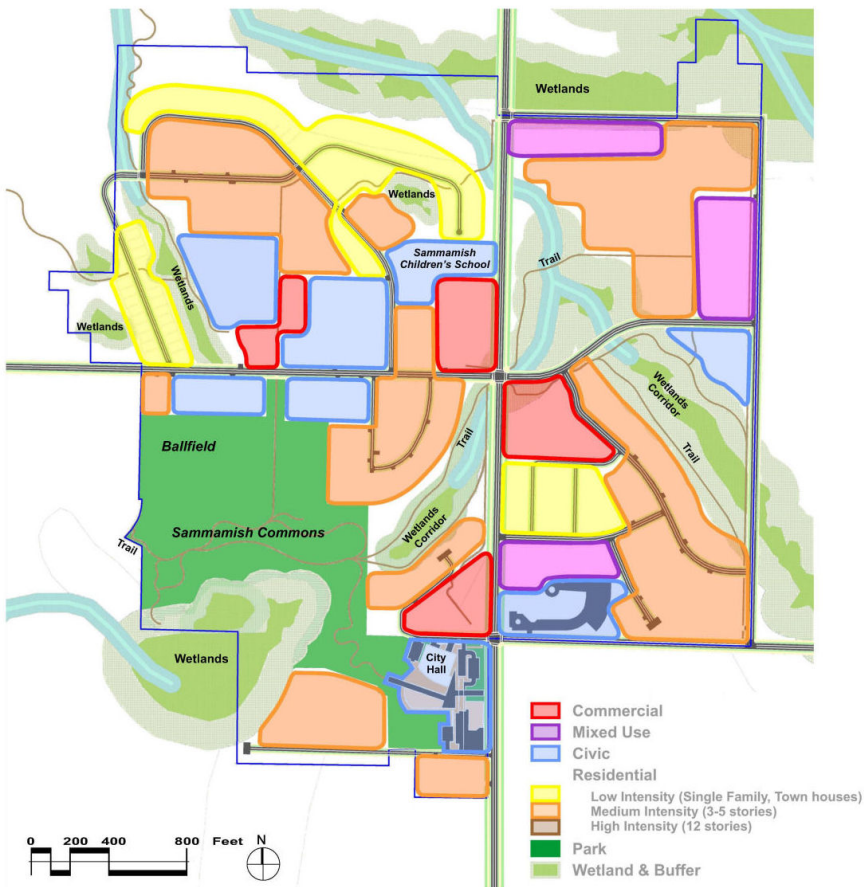 Wetlands
Wetlands
Sammamish
Children's School
Trail
Wetlands
Wetlands
Wetlands
Corridor
Trail
Trail
Ballfield
Sammamish Commons
Wetlands
Corridor
Trail
Wetlands
City
Hall
Commercial
Mixed Use
Civic
Residential
Low Intensity (Single Family, Town houses)
Medium Intensity (3-5 stories)
High Intensity (12 stories)
Park
Wetland & Buffer
0 200 400 800 Feet N